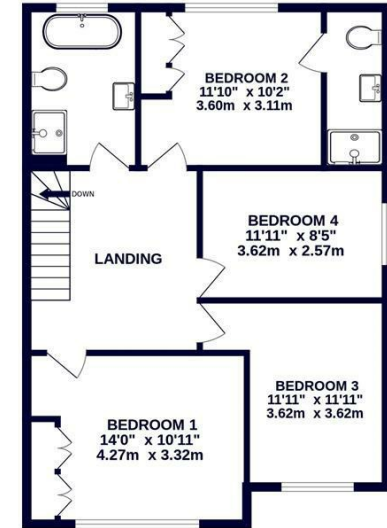 BEDROOM 2
11'10" x 10'2"
3.60m x 3.11m
DOWN
BEDROOM 4
11'11" x 8'5"
3.62m x 2.57m
LANDING
BEDROOM 3
11'11" x 11'11"
3.62m x 3.62m
BEDROOM 1
14'0" x 10'11"
4.27m x 3.32m